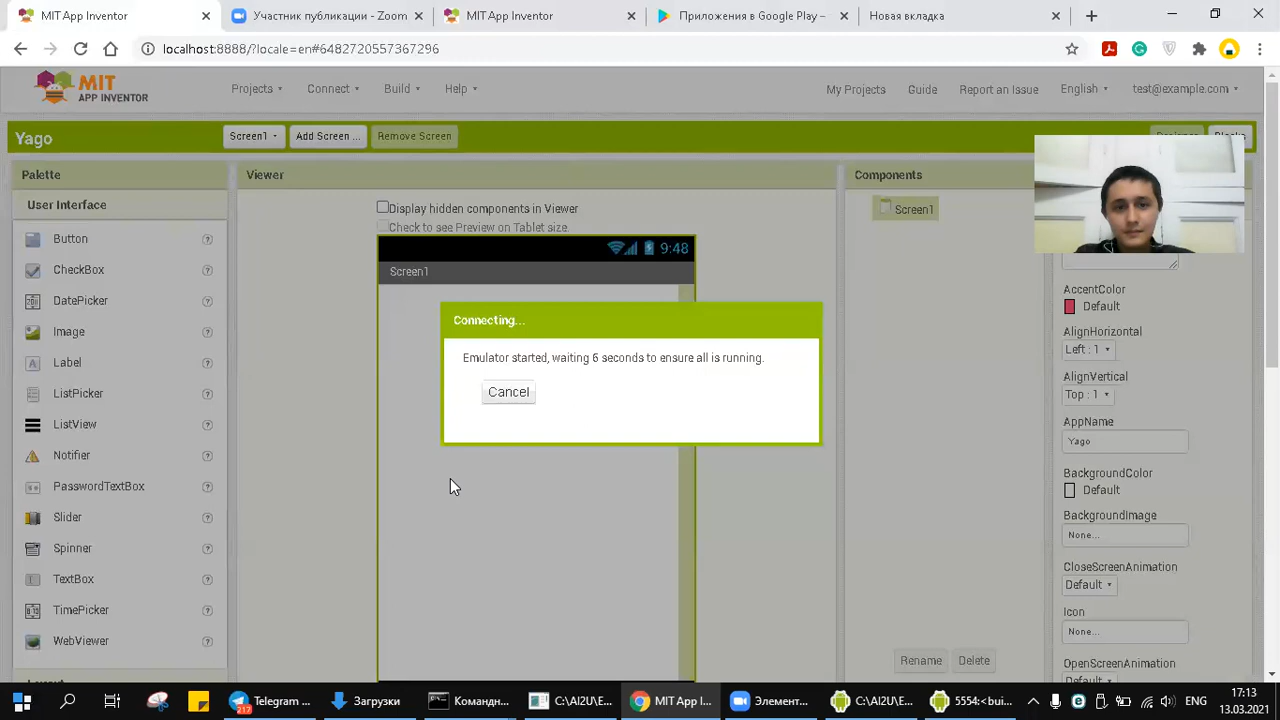 MIT App Inventor
Участник публикации - Zoom
MIT App Inventor
Приложения в Google Play –
Новая вкладка
localhost:8888/?locale=en#6482720557367296
MIT
APP INVENTOR
Projects
Connect
Build
Help
My Projects
Guide
Report an Issue
English
test@example.com
Yago
Screen1
Add Screen ...
Remove Screen
Designer
Blocks
Palette
Viewer
Components
User Interface
Display hidden components in Viewer
Screen1
Check to see Preview on Tablet size.
Button
9:48
CheckBox
Screen1
DatePicker
AccentColor
Default
Image
Connecting...
AlignHorizontal
Left : 1
Label
Emulator started, waiting 6 seconds to ensure all is running.
AlignVertical
Top : 1
ListPicker
Cancel
ListView
AppName
Yago
Notifier
BackgroundColor
Default
PasswordTextBox
BackgroundImage
None...
Slider
Spinner
CloseScreenAnimation
Default
TextBox
TimePicker
Icon
None...
WebViewer
Rename
Delete
OpenScreenAnimation
Default
Layout
217
Telegram ...
Загрузки
Командн...
C:\AI2U\E...
MIT App I...
Элемент...
C:\AI2U\E...
5554:<bui...
ENG
17:13
13.03.2021